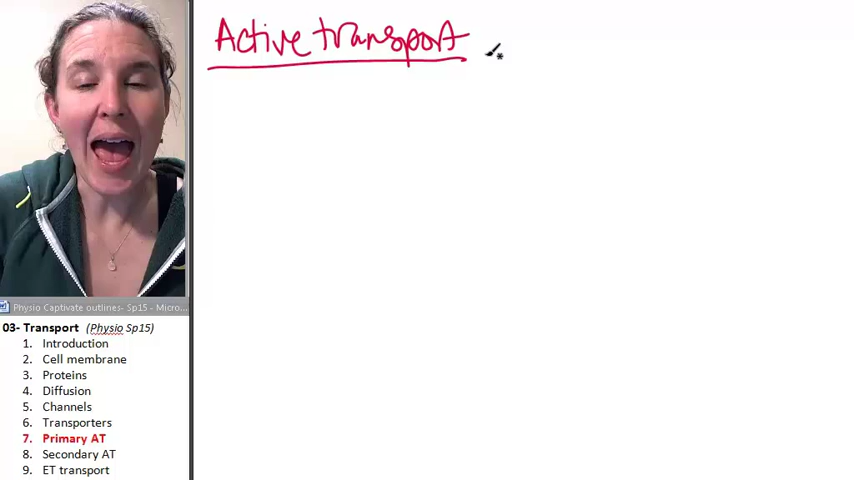 Active transport
Physio Captivate outlines- Sp15 - Micro...
03- Transport (Physio Sp15)
1. Introduction
2. Cell membrane
3. Proteins
4. Diffusion
5. Channels
6. Transporters
7. Primary AT
8. Secondary AT
9. ET transport